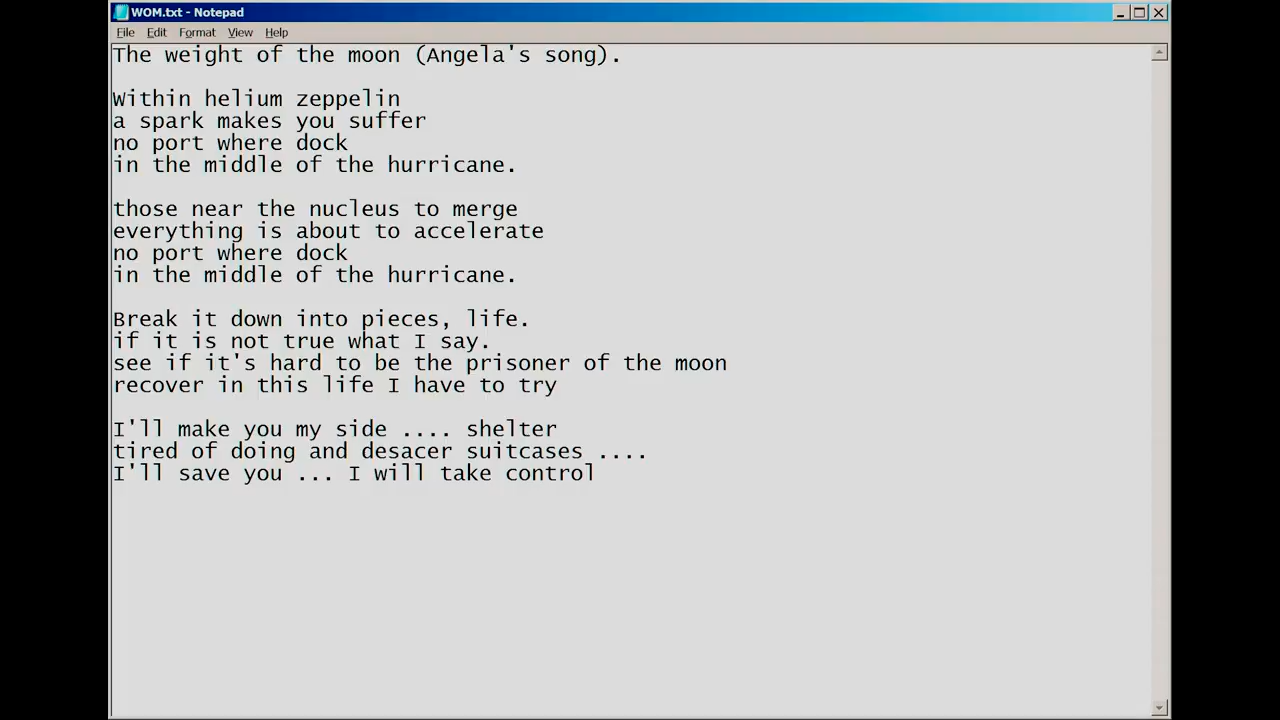 WOM.txt - Notepad
File Edit Format View Help
The weight of the moon (Angela's song).
Within helium zeppelin
a spark makes you suffer
no port where dock
in the middle of the hurricane.
those near the nucleus to merge
everything is about to accelerate
no port where dock
in the middle of the hurricane.
Break it down into pieces, life.
if it is not true what I say.
see if it's hard to be the prisoner of the moon
recover in this life I have to try
I'll make you my side .... shelter
tired of doing and desacer suitcases ....
I'll save you ... I will take control